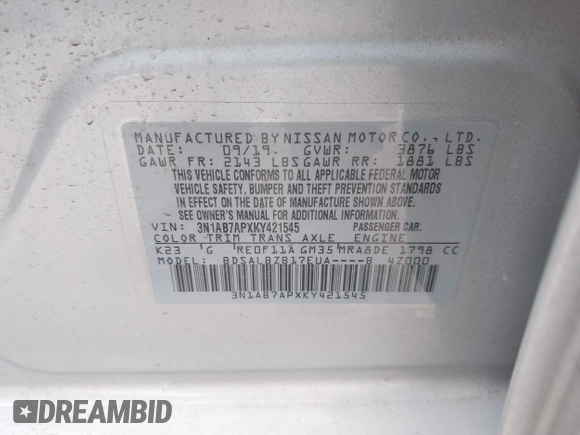 MANUFACTURED BY NISSAN MOTOR CO., LTD.
DATE: 09/19. GVWR: 3876 LBS
GAWR FR: 2143 LBS GAWR RR: 1881 LBS
THIS VEHICLE CONFORMS TO ALL APPLICABLE FEDERAL MOTOR
VEHICLE SAFETY, BUMPER AND THEFT PREVENTION STANDARDS
IN EFFECT ON THE DATE OF MANUFACTURE SHOWN ABOVE.
SEE OWNER'S MANUAL FOR ADDITIONAL INFORMATION.
VIN: 3N1AB7APXKY421545 PASSENGER CAR.
COLOR TRIM TRANS AXLE ENGINE
K23 G RE0F11A GM35 MRA8DE 1798 CC
MODEL: BDSALBZB17EUA----B 4Z000
3N1AB7APXKY421545
DREAMBID